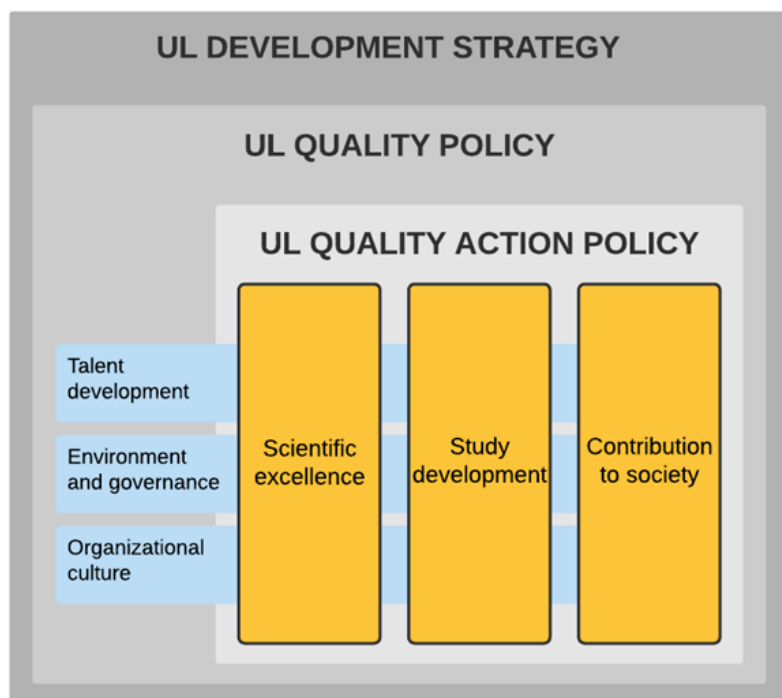 UL DEVELOPMENT STRATEGY
UL QUALITY POLICY
UL QUALITY ACTION POLICY
Talent
development
Environment
and governance
Organizational
culture
Scientific
excellence
Study
development
Contribution
to society